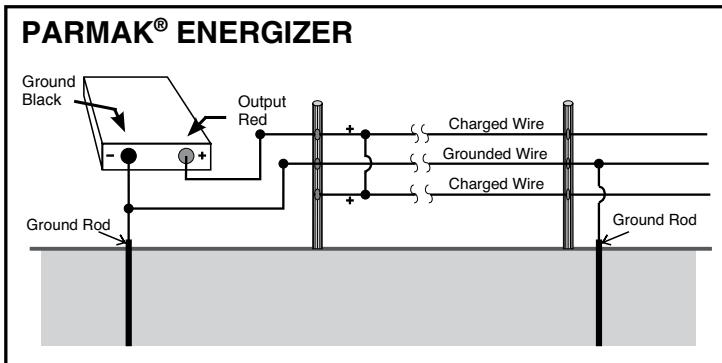 PARMAK® ENERGIZER
Ground
Black
Output
Red
– +
+
Charged Wire
Grounded Wire
Charged Wire
+
Ground Rod
Ground Rod